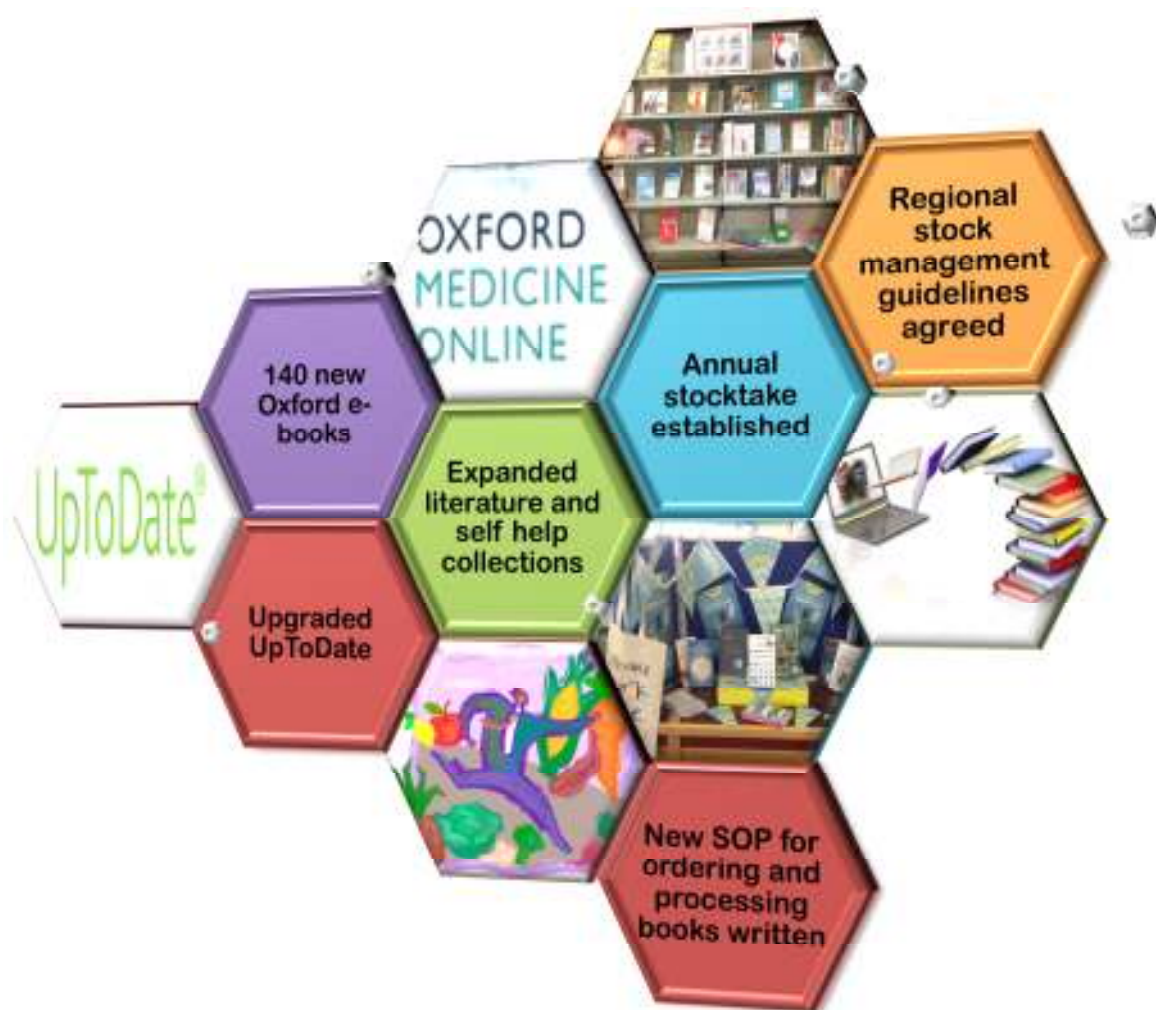 Regional
stock
management
guidelines
agreed
OXFORD
MEDICINE
ONLINE
Annual
stocktake
established
140 new
Oxford e-
books
Expanded
literature and
self help
collections
UpToDate®
Upgraded
UpToDate
New SOP for
ordering and
processing
books written